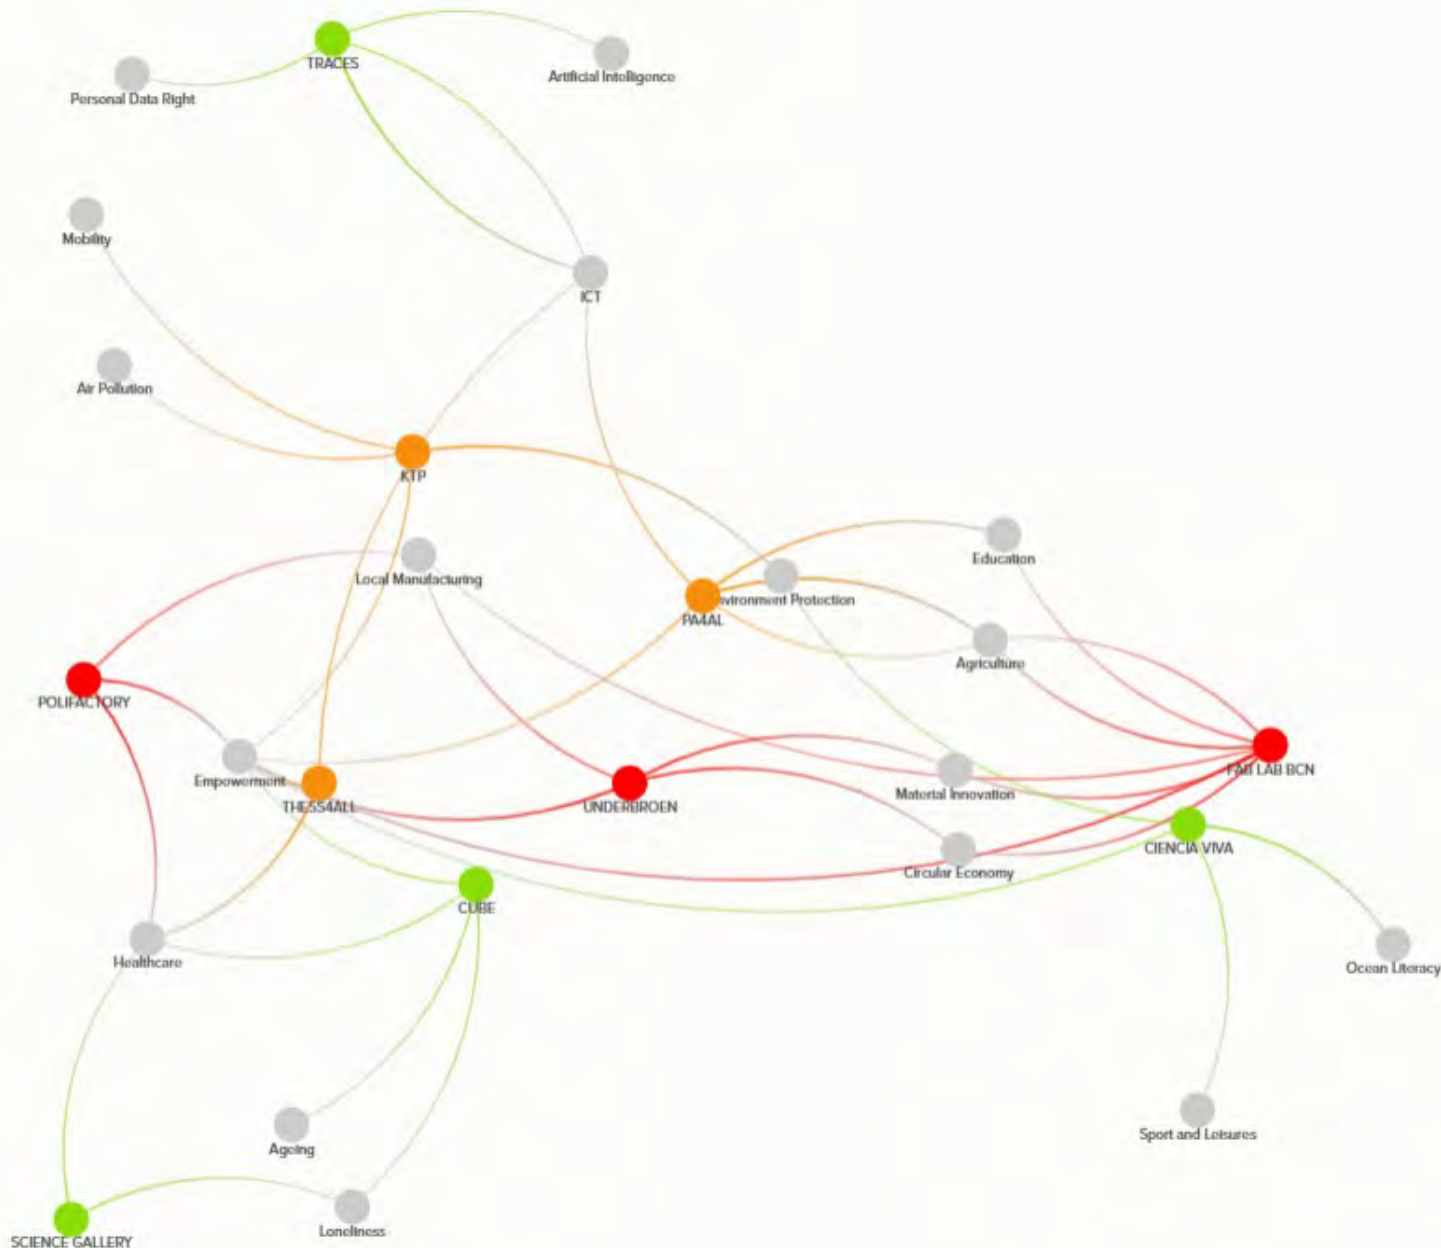 TRACES
Artificial Intelligence
Personal Data Right
Mobility
ICT
Air Pollution
KTP
Education
Local Manufacturing
vironment Protection
PA4AL
Agriculture
POLIFACTORY
FAB LAB BCN
Empowerment
THESS4ALL
UNDERBROEN
Material Innovation
CIENCIA VIVA
Circular Economy
CUBE
Healthcare
Ocean Literacy
Sport and Leisures
Ageing
Loneliness
SCIENCE GALLERY